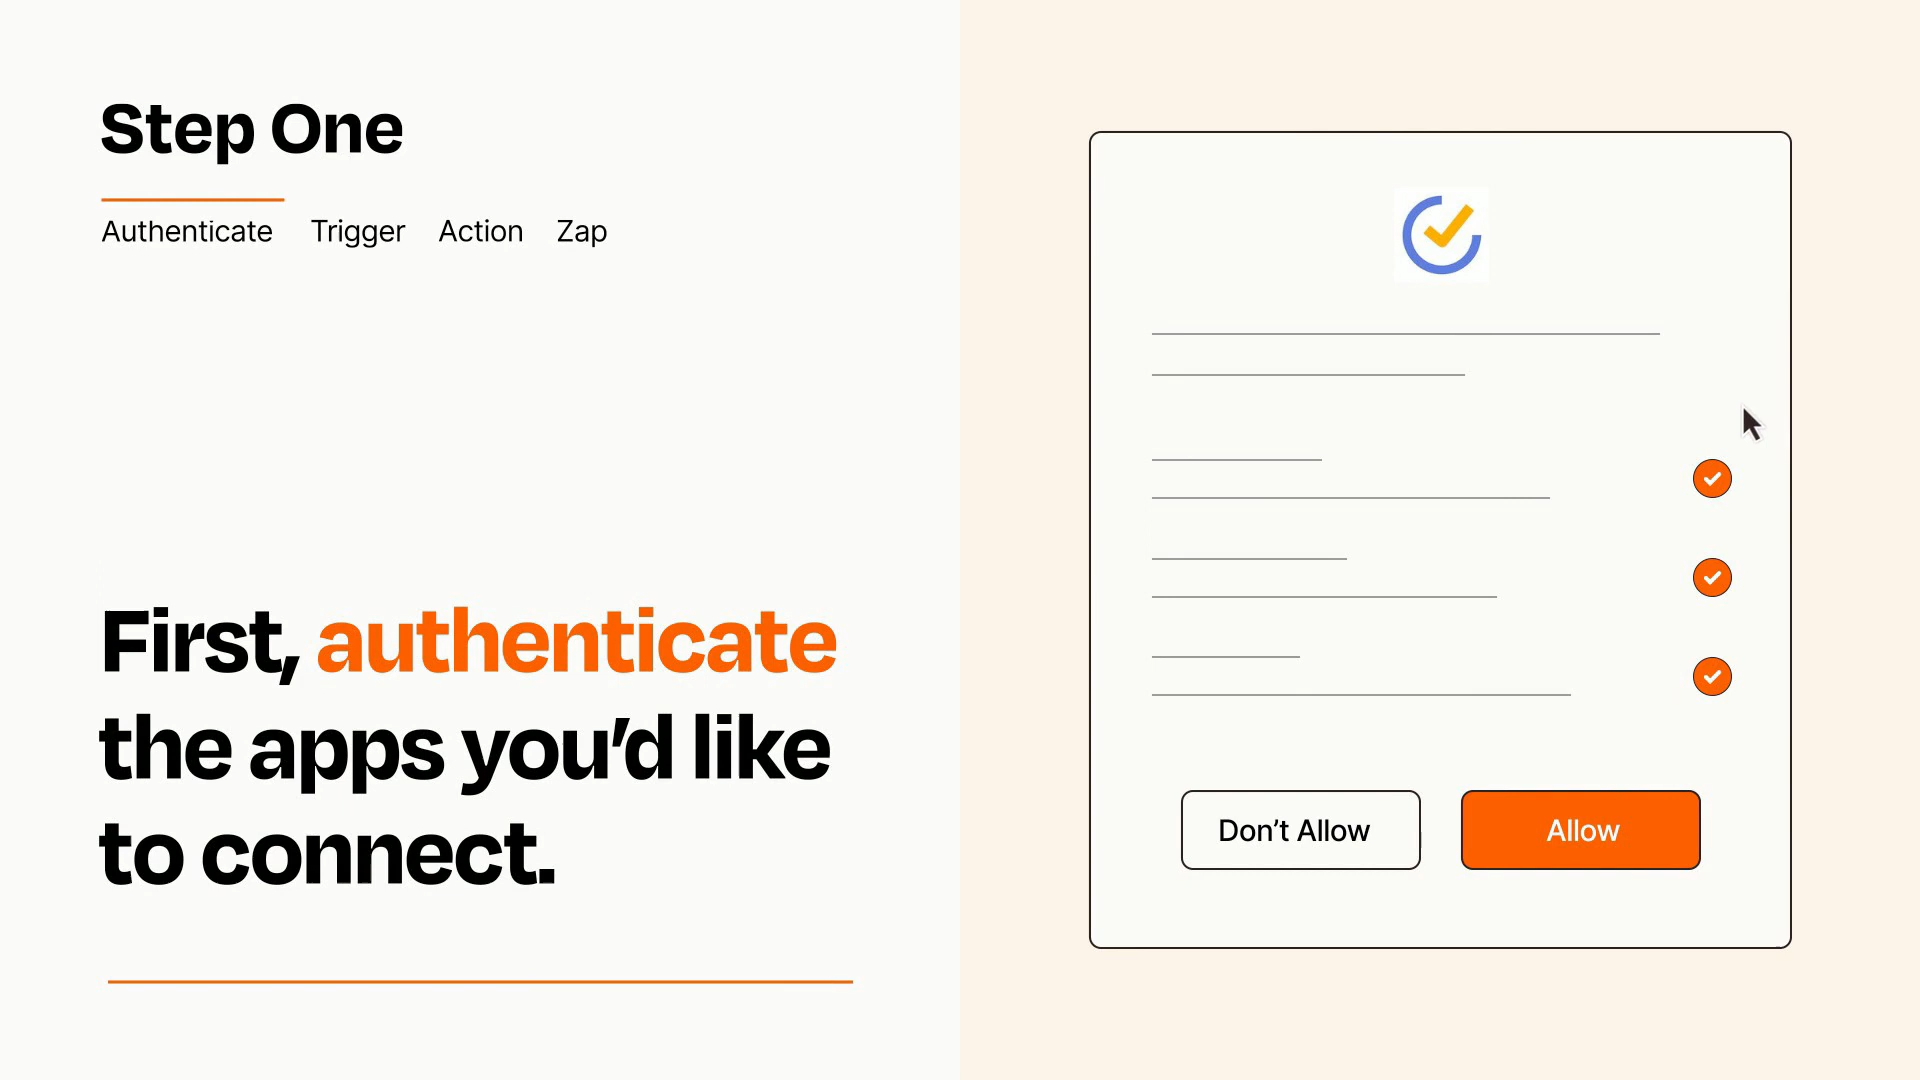 Step One
Authenticate Trigger Action Zap
First, authenticate
the apps you’d like
to connect.
Don’t Allow Allow